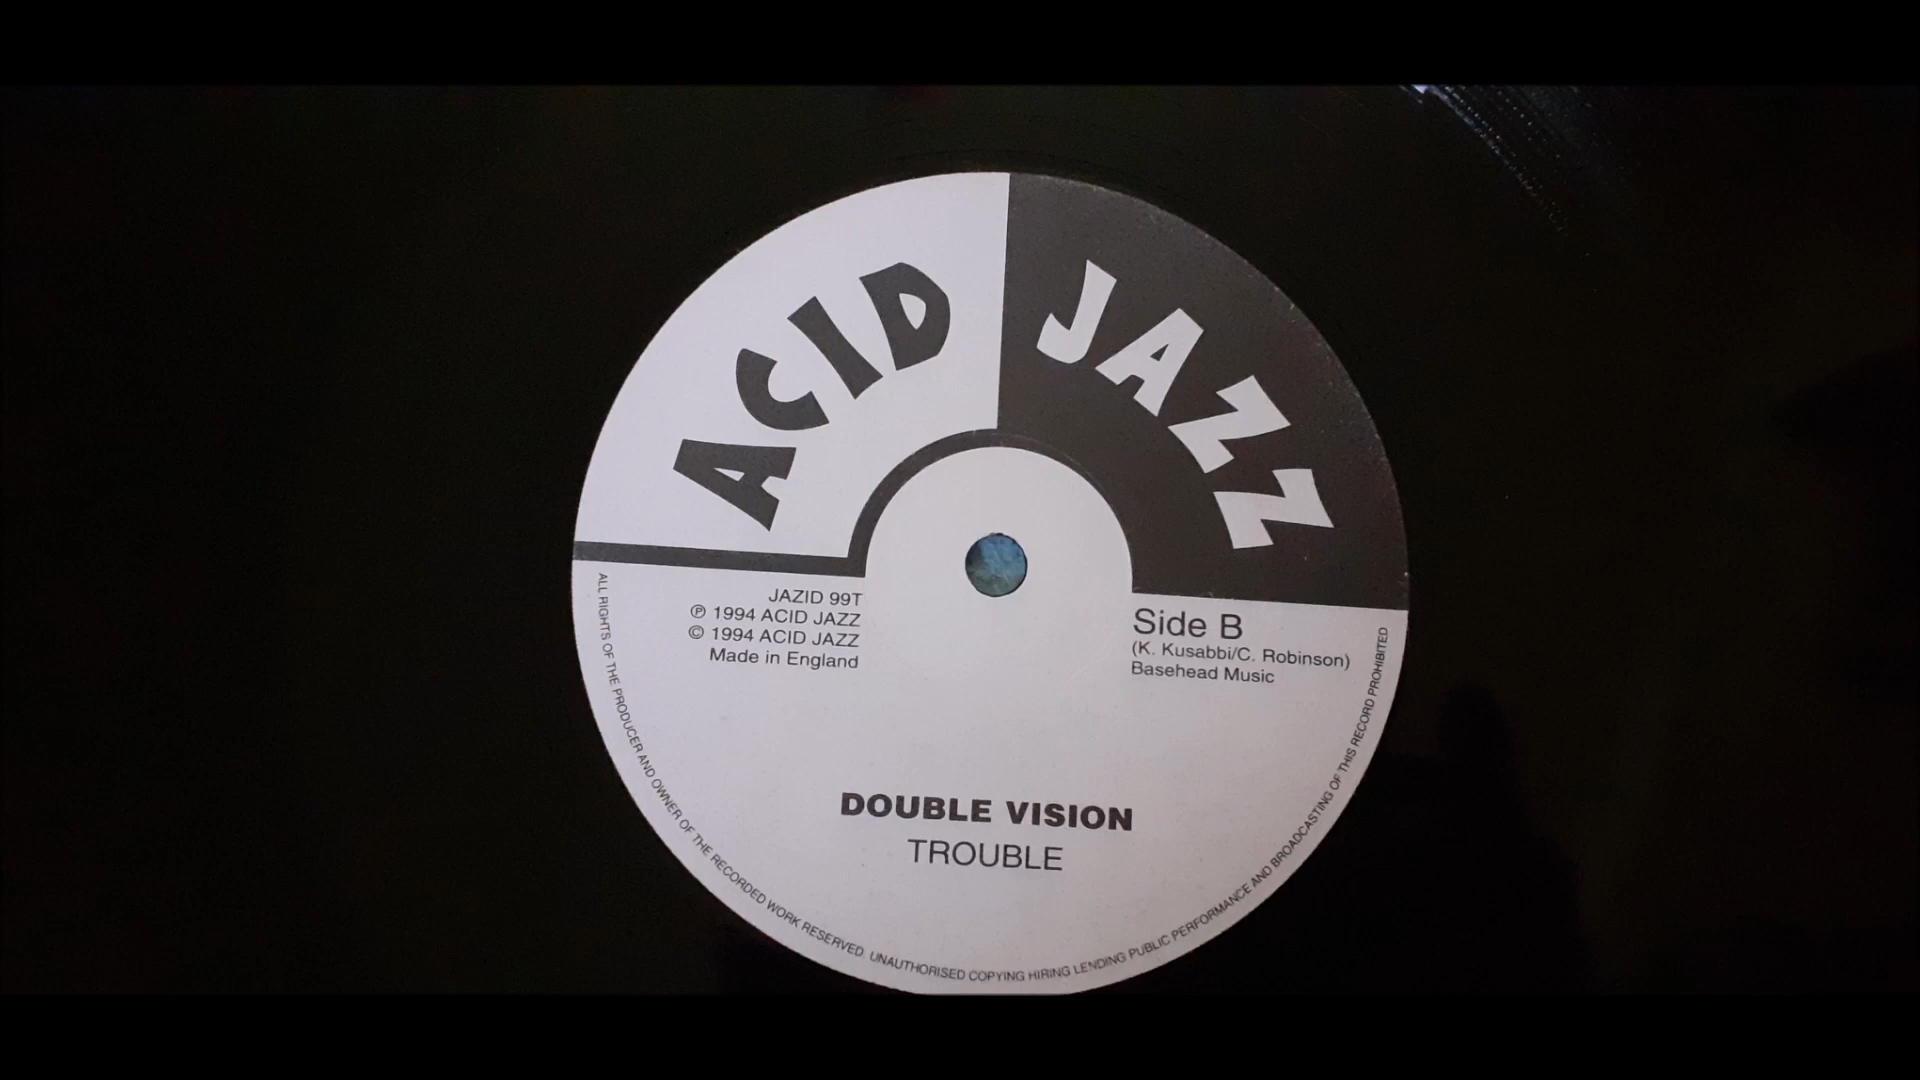 ACID JAZZ
JAZID 99T
℗ 1994 ACID JAZZ
© 1994 ACID JAZZ
Made in England
Side B
(K. Kusabbi/C. Robinson)
Basehead Music
DOUBLE VISION
TROUBLE
ALL RIGHTS OF THE PRODUCER AND OWNER OF THE RECORDED WORK RESERVED. UNAUTHORISED COPYING HIRING LENDING PUBLIC PERFORMANCE AND BROADCASTING OF THIS RECORD PROHIBITED